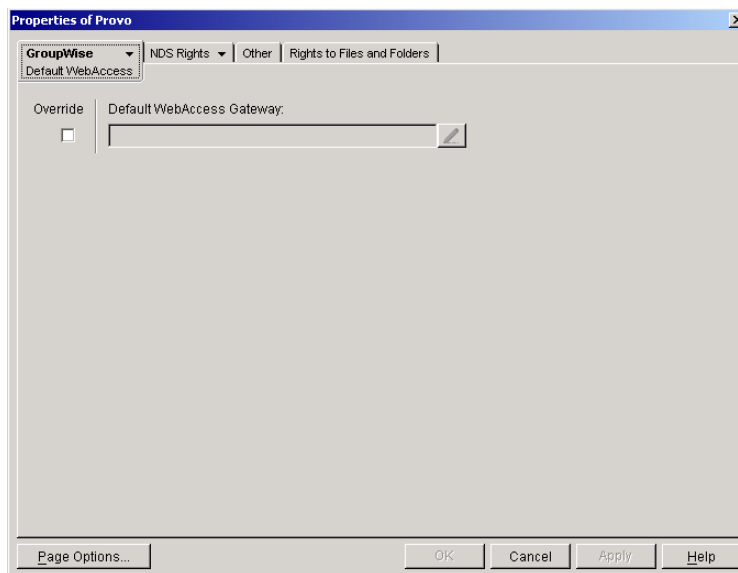 Properties of Provo
GroupWise NDS Rights Other Rights to Files and Folders
Default WebAccess
Override Default WebAccess Gateway:
Page Options... OK Cancel Apply Help